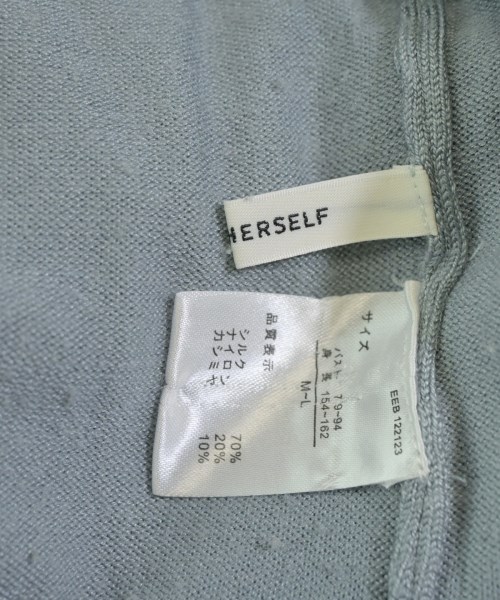 HERSELF
EEB 122123
サイズ
バスト 79~94
身 長 154~162
M~L
品質表示
シルク 70%
ナイロン 20%
カシミヤ 10%